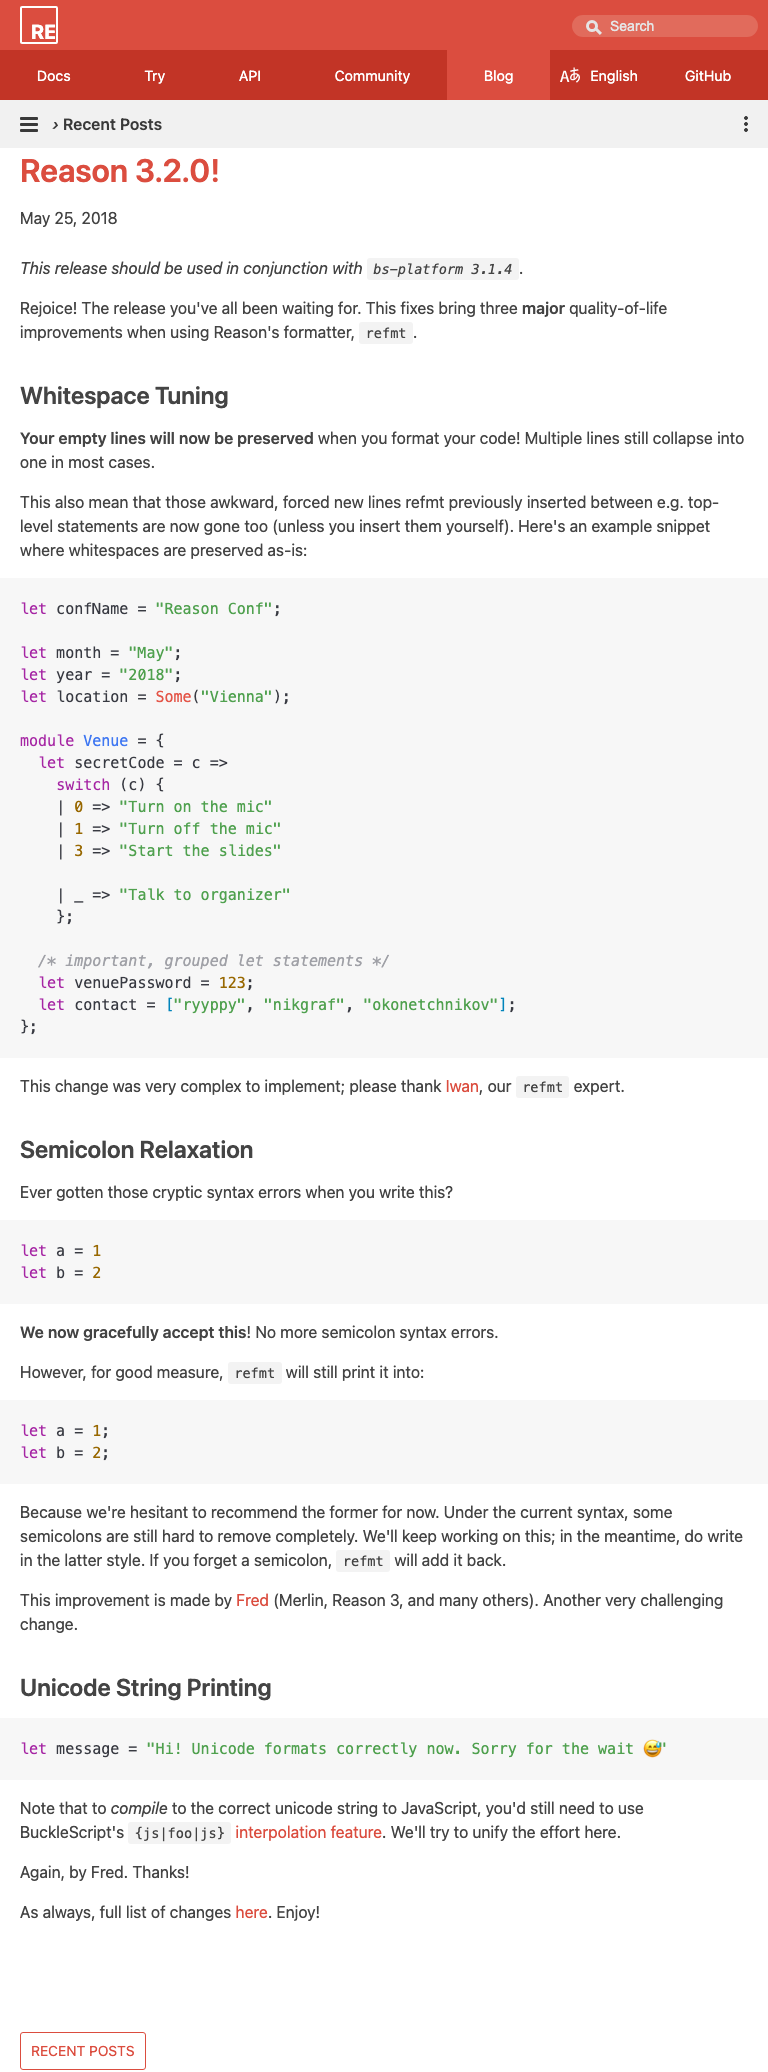 RE
Search
Docs Try API Community Blog English GitHub
› Recent Posts
Reason 3.2.0!
May 25, 2018
This release should be used in conjunction with bs-platform 3.1.4 .
Rejoice! The release you've all been waiting for. This fixes bring three major quality-of-life
improvements when using Reason's formatter, refmt .
Whitespace Tuning
Your empty lines will now be preserved when you format your code! Multiple lines still collapse into
one in most cases.
This also mean that those awkward, forced new lines refmt previously inserted between e.g. top-
level statements are now gone too (unless you insert them yourself). Here's an example snippet
where whitespaces are preserved as-is:
let confName = "Reason Conf";
let month = "May";
let year = "2018";
let location = Some("Vienna");
module Venue = {
  let secretCode = c =>
    switch (c) {
    | 0 => "Turn on the mic"
    | 1 => "Turn off the mic"
    | 3 => "Start the slides"
    | _ => "Talk to organizer"
    };
  /* important, grouped let statements */
  let venuePassword = 123;
  let contact = ["ryyppy", "nikgraf", "okonetchnikov"];
};
This change was very complex to implement; please thank Iwan, our refmt expert.
Semicolon Relaxation
Ever gotten those cryptic syntax errors when you write this?
let a = 1
let b = 2
We now gracefully accept this! No more semicolon syntax errors.
However, for good measure, refmt will still print it into:
let a = 1;
let b = 2;
Because we're hesitant to recommend the former for now. Under the current syntax, some
semicolons are still hard to remove completely. We'll keep working on this; in the meantime, do write
in the latter style. If you forget a semicolon, refmt will add it back.
This improvement is made by Fred (Merlin, Reason 3, and many others). Another very challenging
change.
Unicode String Printing
let message = "Hi! Unicode formats correctly now. Sorry for the wait 😅"
Note that to compile to the correct unicode string to JavaScript, you'd still need to use
BuckleScript's {js|foo|js} interpolation feature. We'll try to unify the effort here.
Again, by Fred. Thanks!
As always, full list of changes here. Enjoy!
RECENT POSTS